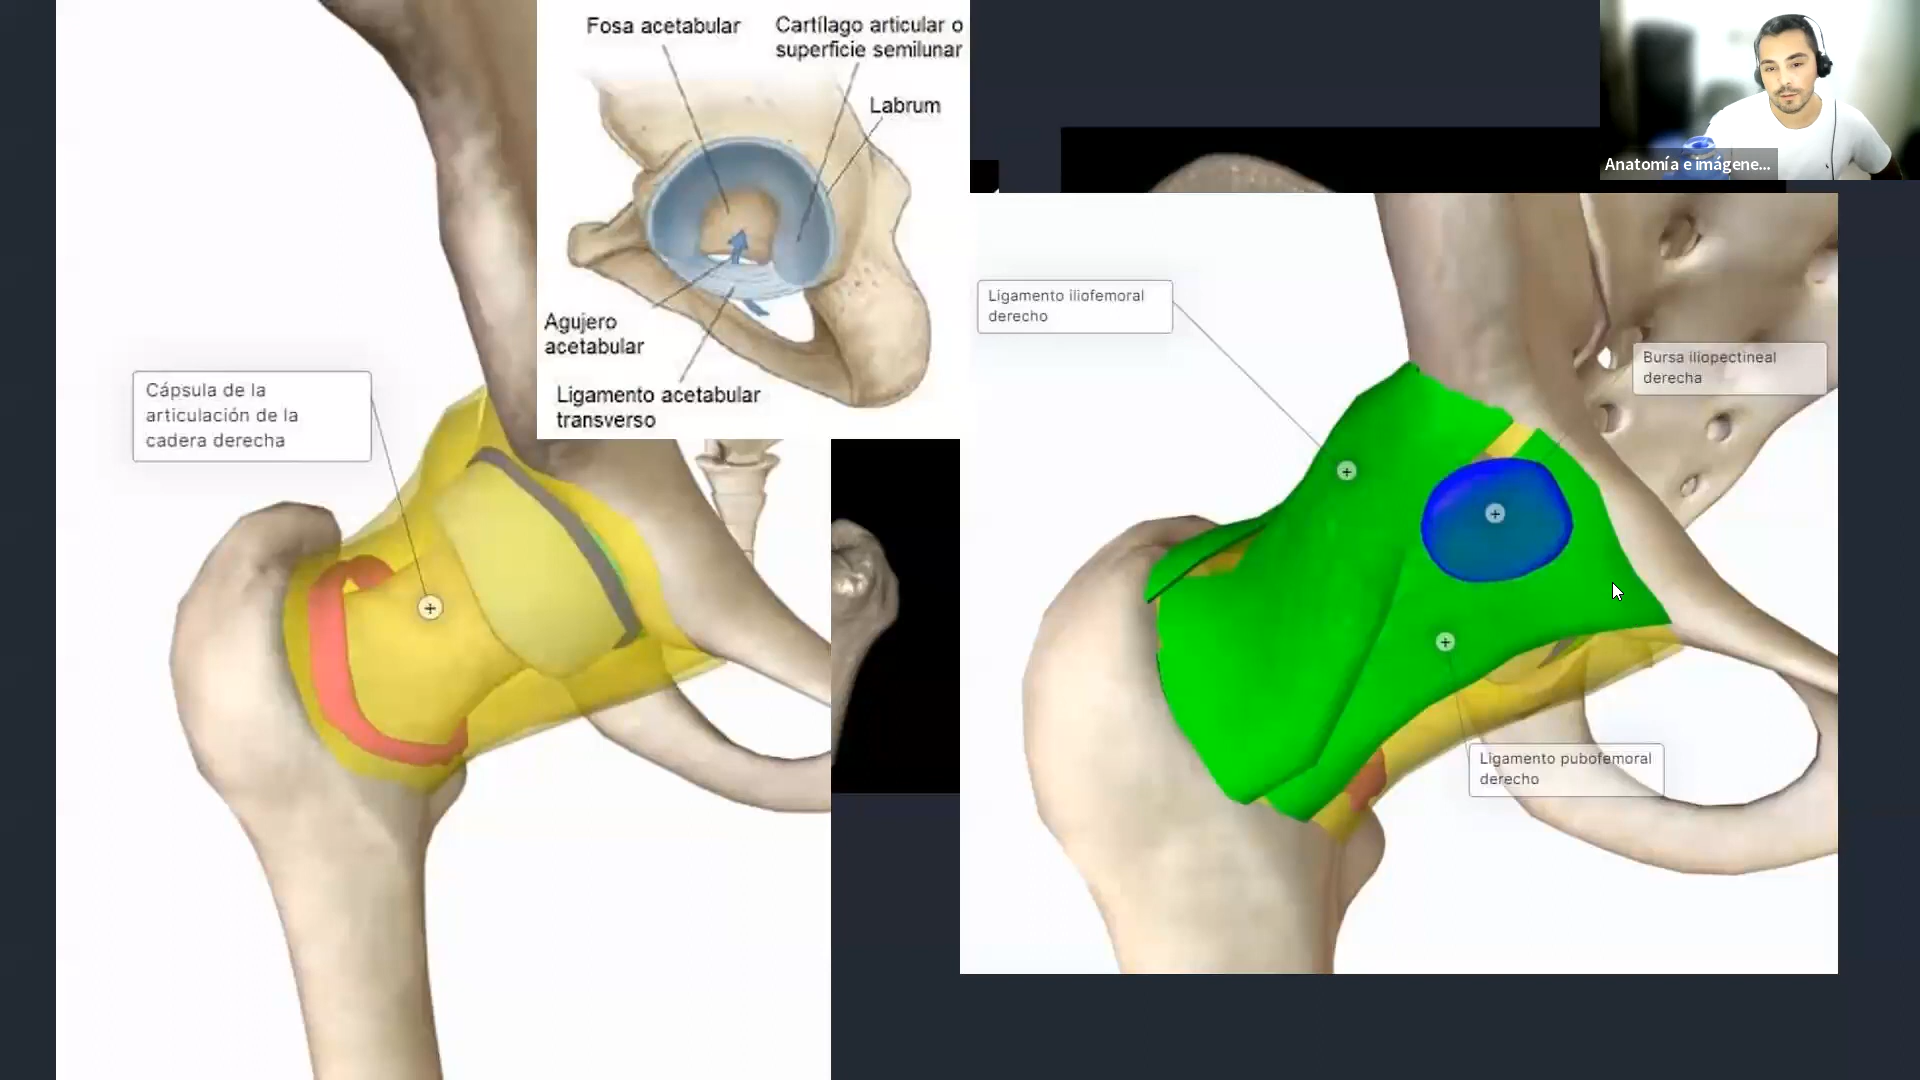 Fosa acetabular
Cartílago articular o
superficie semilunar
Labrum
Agujero
acetabular
Ligamento acetabular
transverso
Cápsula de la
articulación de la
cadera derecha
Anatomía e imágene...
Ligamento iliofemoral
derecho
Bursa iliopectineal
derecha
Ligamento pubofemoral
derecho